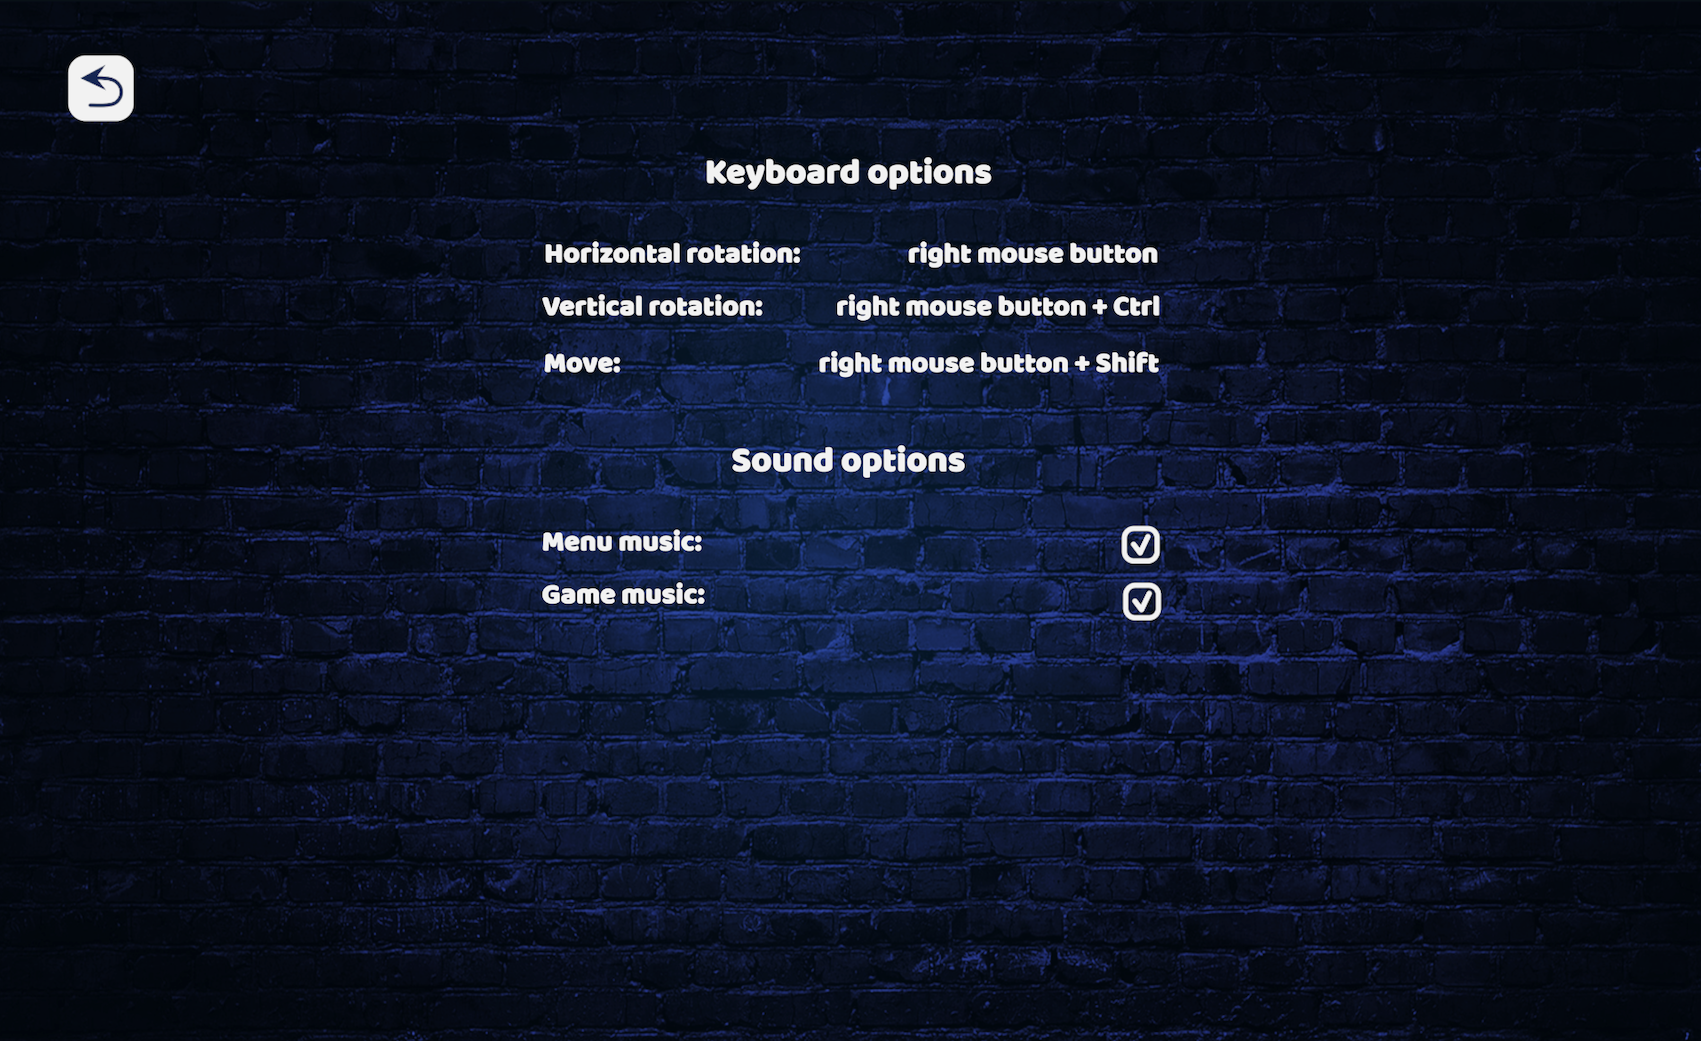 Keyboard options
Horizontal rotation: right mouse button
Vertical rotation: right mouse button + Ctrl
Move: right mouse button + Shift
Sound options
Menu music:
Game music: